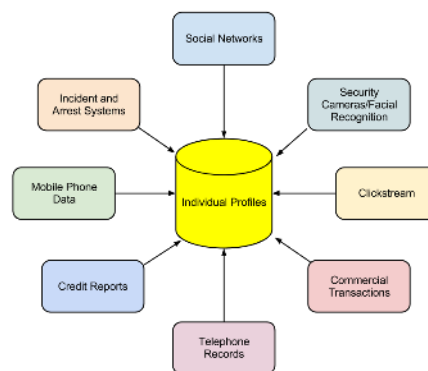 Social Networks
Incident and
Arrest Systems
Security
Cameras/Facial
Recognition
Mobile Phone
Data
Individual Profiles
Clickstream
Credit Reports
Commercial
Transactions
Telephone
Records